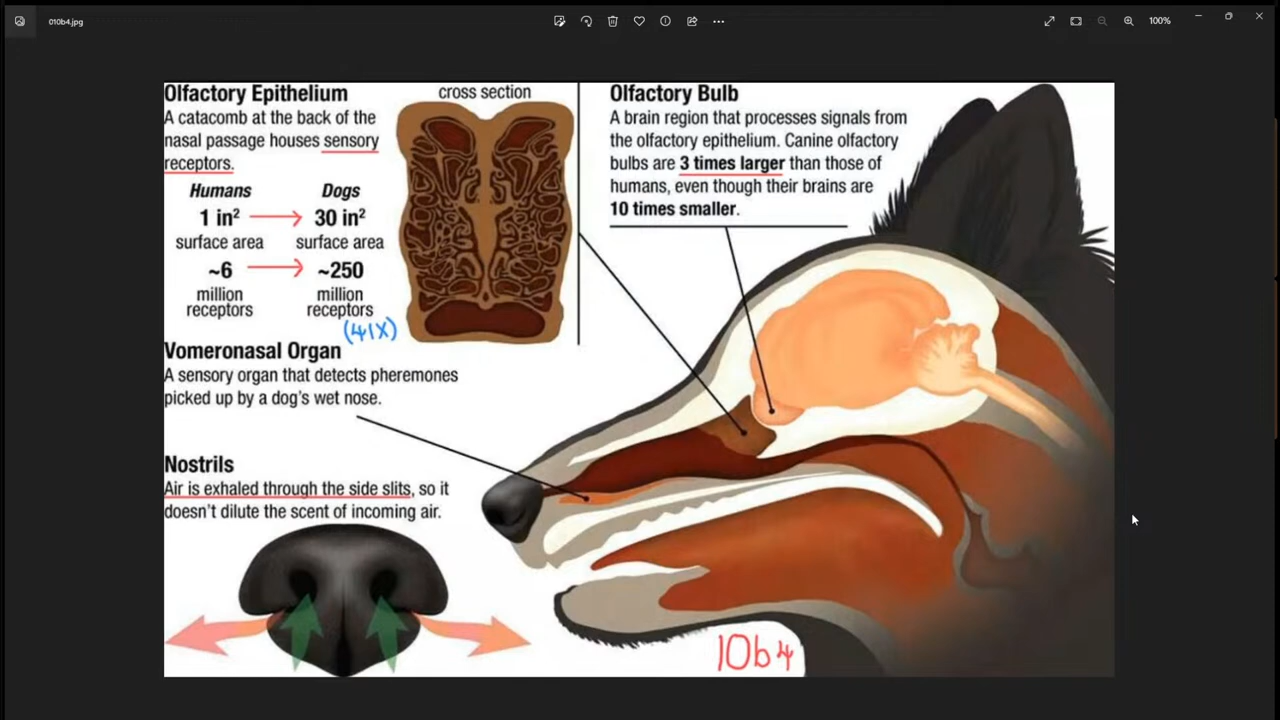 010b4.jpg
100%
Olfactory Epithelium
A catacomb at the back of the
nasal passage houses sensory
receptors.
Humans Dogs
1 in² 30 in²
surface area surface area
~6 ~250
million million
receptors receptors
(41X)
cross section
Olfactory Bulb
A brain region that processes signals from
the olfactory epithelium. Canine olfactory
bulbs are 3 times larger than those of
humans, even though their brains are
10 times smaller.
Vomeronasal Organ
A sensory organ that detects pheremones
picked up by a dog's wet nose.
Nostrils
Air is exhaled through the side slits, so it
doesn't dilute the scent of incoming air.
10b4